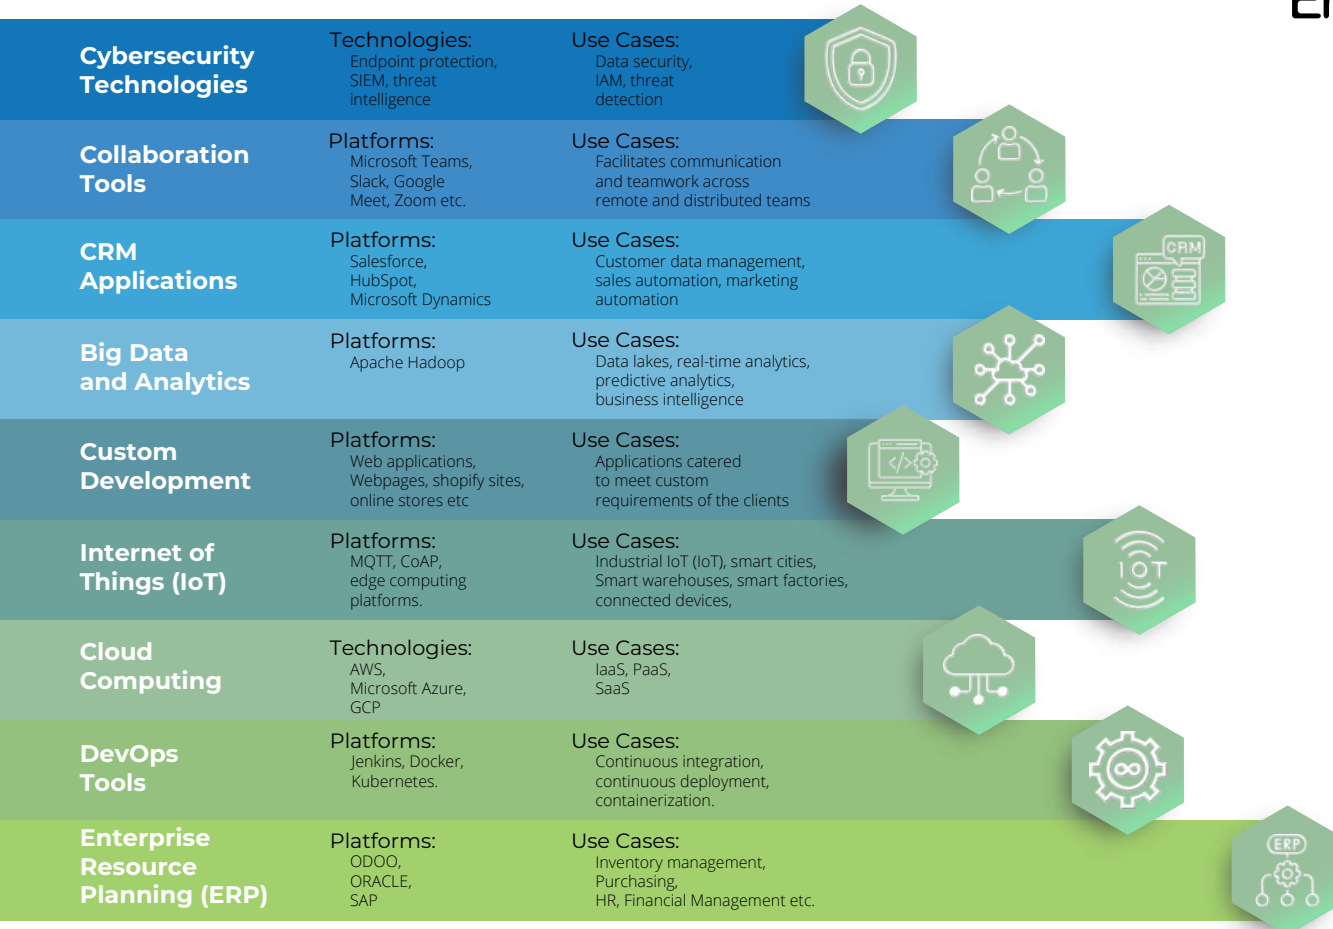 Cybersecurity
Technologies
Technologies:
Endpoint protection,
SIEM, threat
intelligence
Use Cases:
Data security,
IAM, threat
detection
Collaboration
Tools
Platforms:
Microsoft Teams,
Slack, Google
Meet, Zoom etc.
Use Cases:
Facilitates communication
and teamwork across
remote and distributed teams
CRM
Applications
Platforms:
Salesforce,
HubSpot,
Microsoft Dynamics
Use Cases:
Customer data management,
sales automation, marketing
automation
CRM
Big Data
and Analytics
Platforms:
Apache Hadoop
Use Cases:
Data lakes, real-time analytics,
predictive analytics,
business intelligence
Custom
Development
Platforms:
Web applications,
Webpages, shopify sites,
online stores etc
Use Cases:
Applications catered
to meet custom
requirements of the clients
</>
Internet of
Things (IoT)
Platforms:
MQTT, CoAP,
edge computing
platforms.
Use Cases:
Industrial IoT (IoT), smart cities,
Smart warehouses, smart factories,
connected devices,
IOT
Cloud
Computing
Technologies:
AWS,
Microsoft Azure,
GCP
Use Cases:
IaaS, PaaS,
SaaS
DevOps
Tools
Platforms:
Jenkins, Docker,
Kubernetes.
Use Cases:
Continuous integration,
continuous deployment,
containerization.
Enterprise
Resource
Planning (ERP)
Platforms:
ODOO,
ORACLE,
SAP
Use Cases:
Inventory management,
Purchasing,
HR, Financial Management etc.
ERP